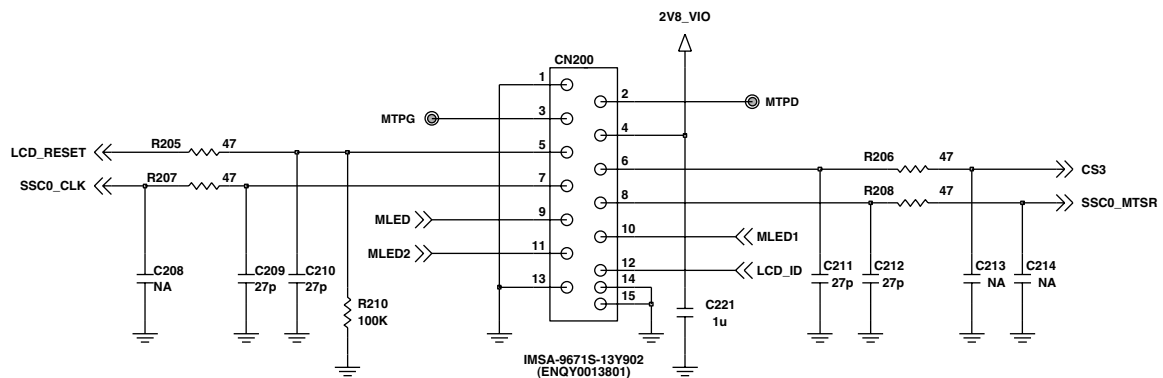 2V8_VIO
CN200
1
2
MTPD
MTPG
3
4
LCD_RESET
R205
47
5
6
R206
47
CS3
SSC0_CLK
R207
47
7
8
R208
47
SSC0_MTSR
MLED
9
10
MLED1
MLED2
11
12
LCD_ID
C208
NA
C209
27p
C210
27p
13
14
15
C211
27p
C212
27p
C213
NA
C214
NA
R210
100K
C221
1u
IMSA-9671S-13Y902
(ENQY0013801)